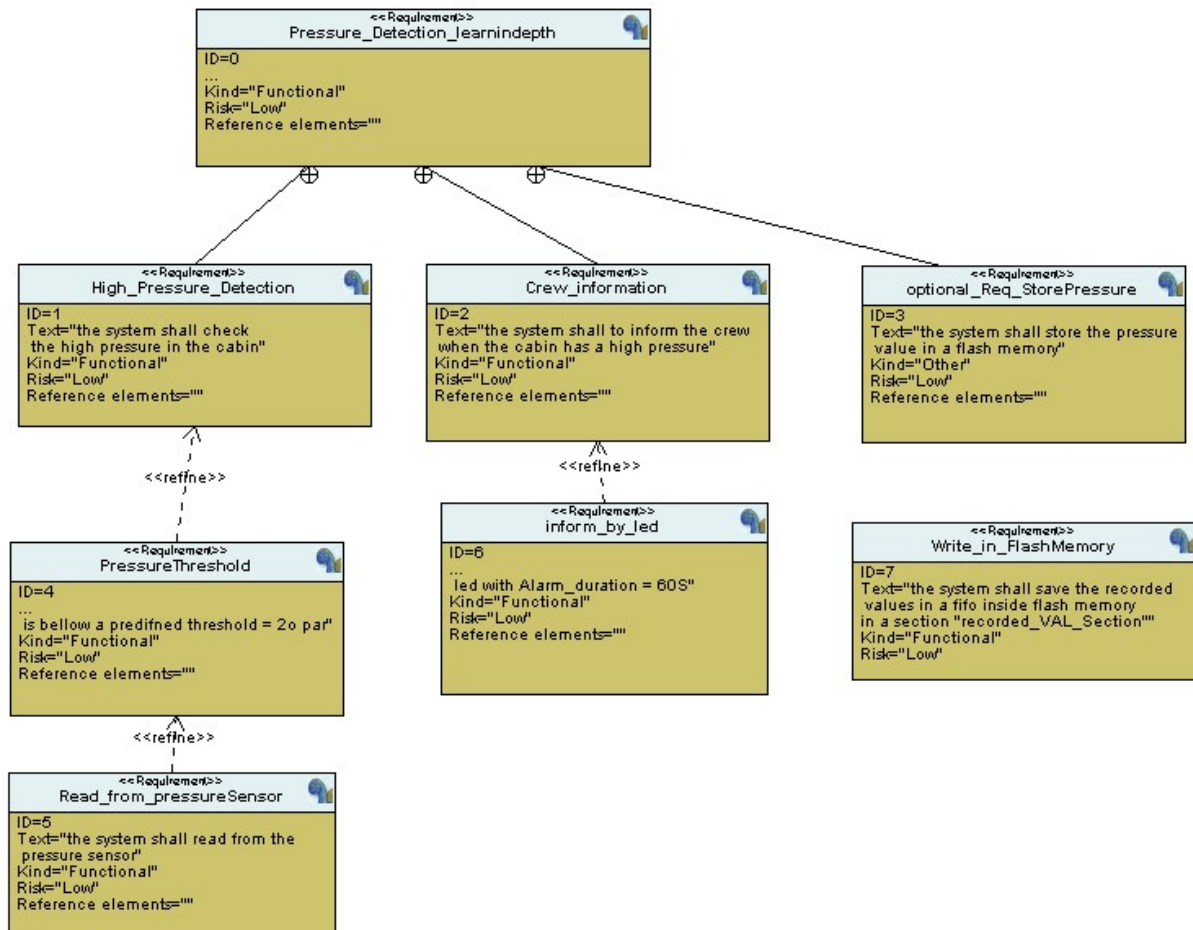 <<Requirement>>
Pressure_Detection_learnindepth
ID=0
...
Kind="Functional"
Risk="Low"
Reference elements=""
<<Requirement>>
High_Pressure_Detection
ID=1
Text="the system shall check
the high pressure in the cabin"
Kind="Functional"
Risk="Low"
Reference elements=""
<<Requirement>>
Crew_information
ID=2
Text="the system shall to inform the crew
when the cabin has a high pressure"
Kind="Functional"
Risk="Low"
Reference elements=""
<<Requirement>>
optional_Req_StorePressure
ID=3
Text="the system shall store the pressure
value in a flash memory"
Kind="Other"
Risk="Low"
Reference elements=""
<<refine>>
<<refine>>
<<Requirement>>
PressureThreshold
ID=4
...
is bellow a predifned threshold = 2o par"
Kind="Functional"
Risk="Low"
Reference elements=""
<<Requirement>>
inform_by_led
ID=6
...
led with Alarm_duration = 60S"
Kind="Functional"
Risk="Low"
Reference elements=""
<<Requirement>>
Write_in_FlashMemory
ID=7
Text="the system shall save the recorded
values in a fifo inside flash memory
in a section "recorded_VAL_Section""
Kind="Functional"
Risk="Low"
<<refine>>
<<Requirement>>
Read_from_pressureSensor
ID=5
Text="the system shall read from the
pressure sensor"
Kind="Functional"
Risk="Low"
Reference elements=""